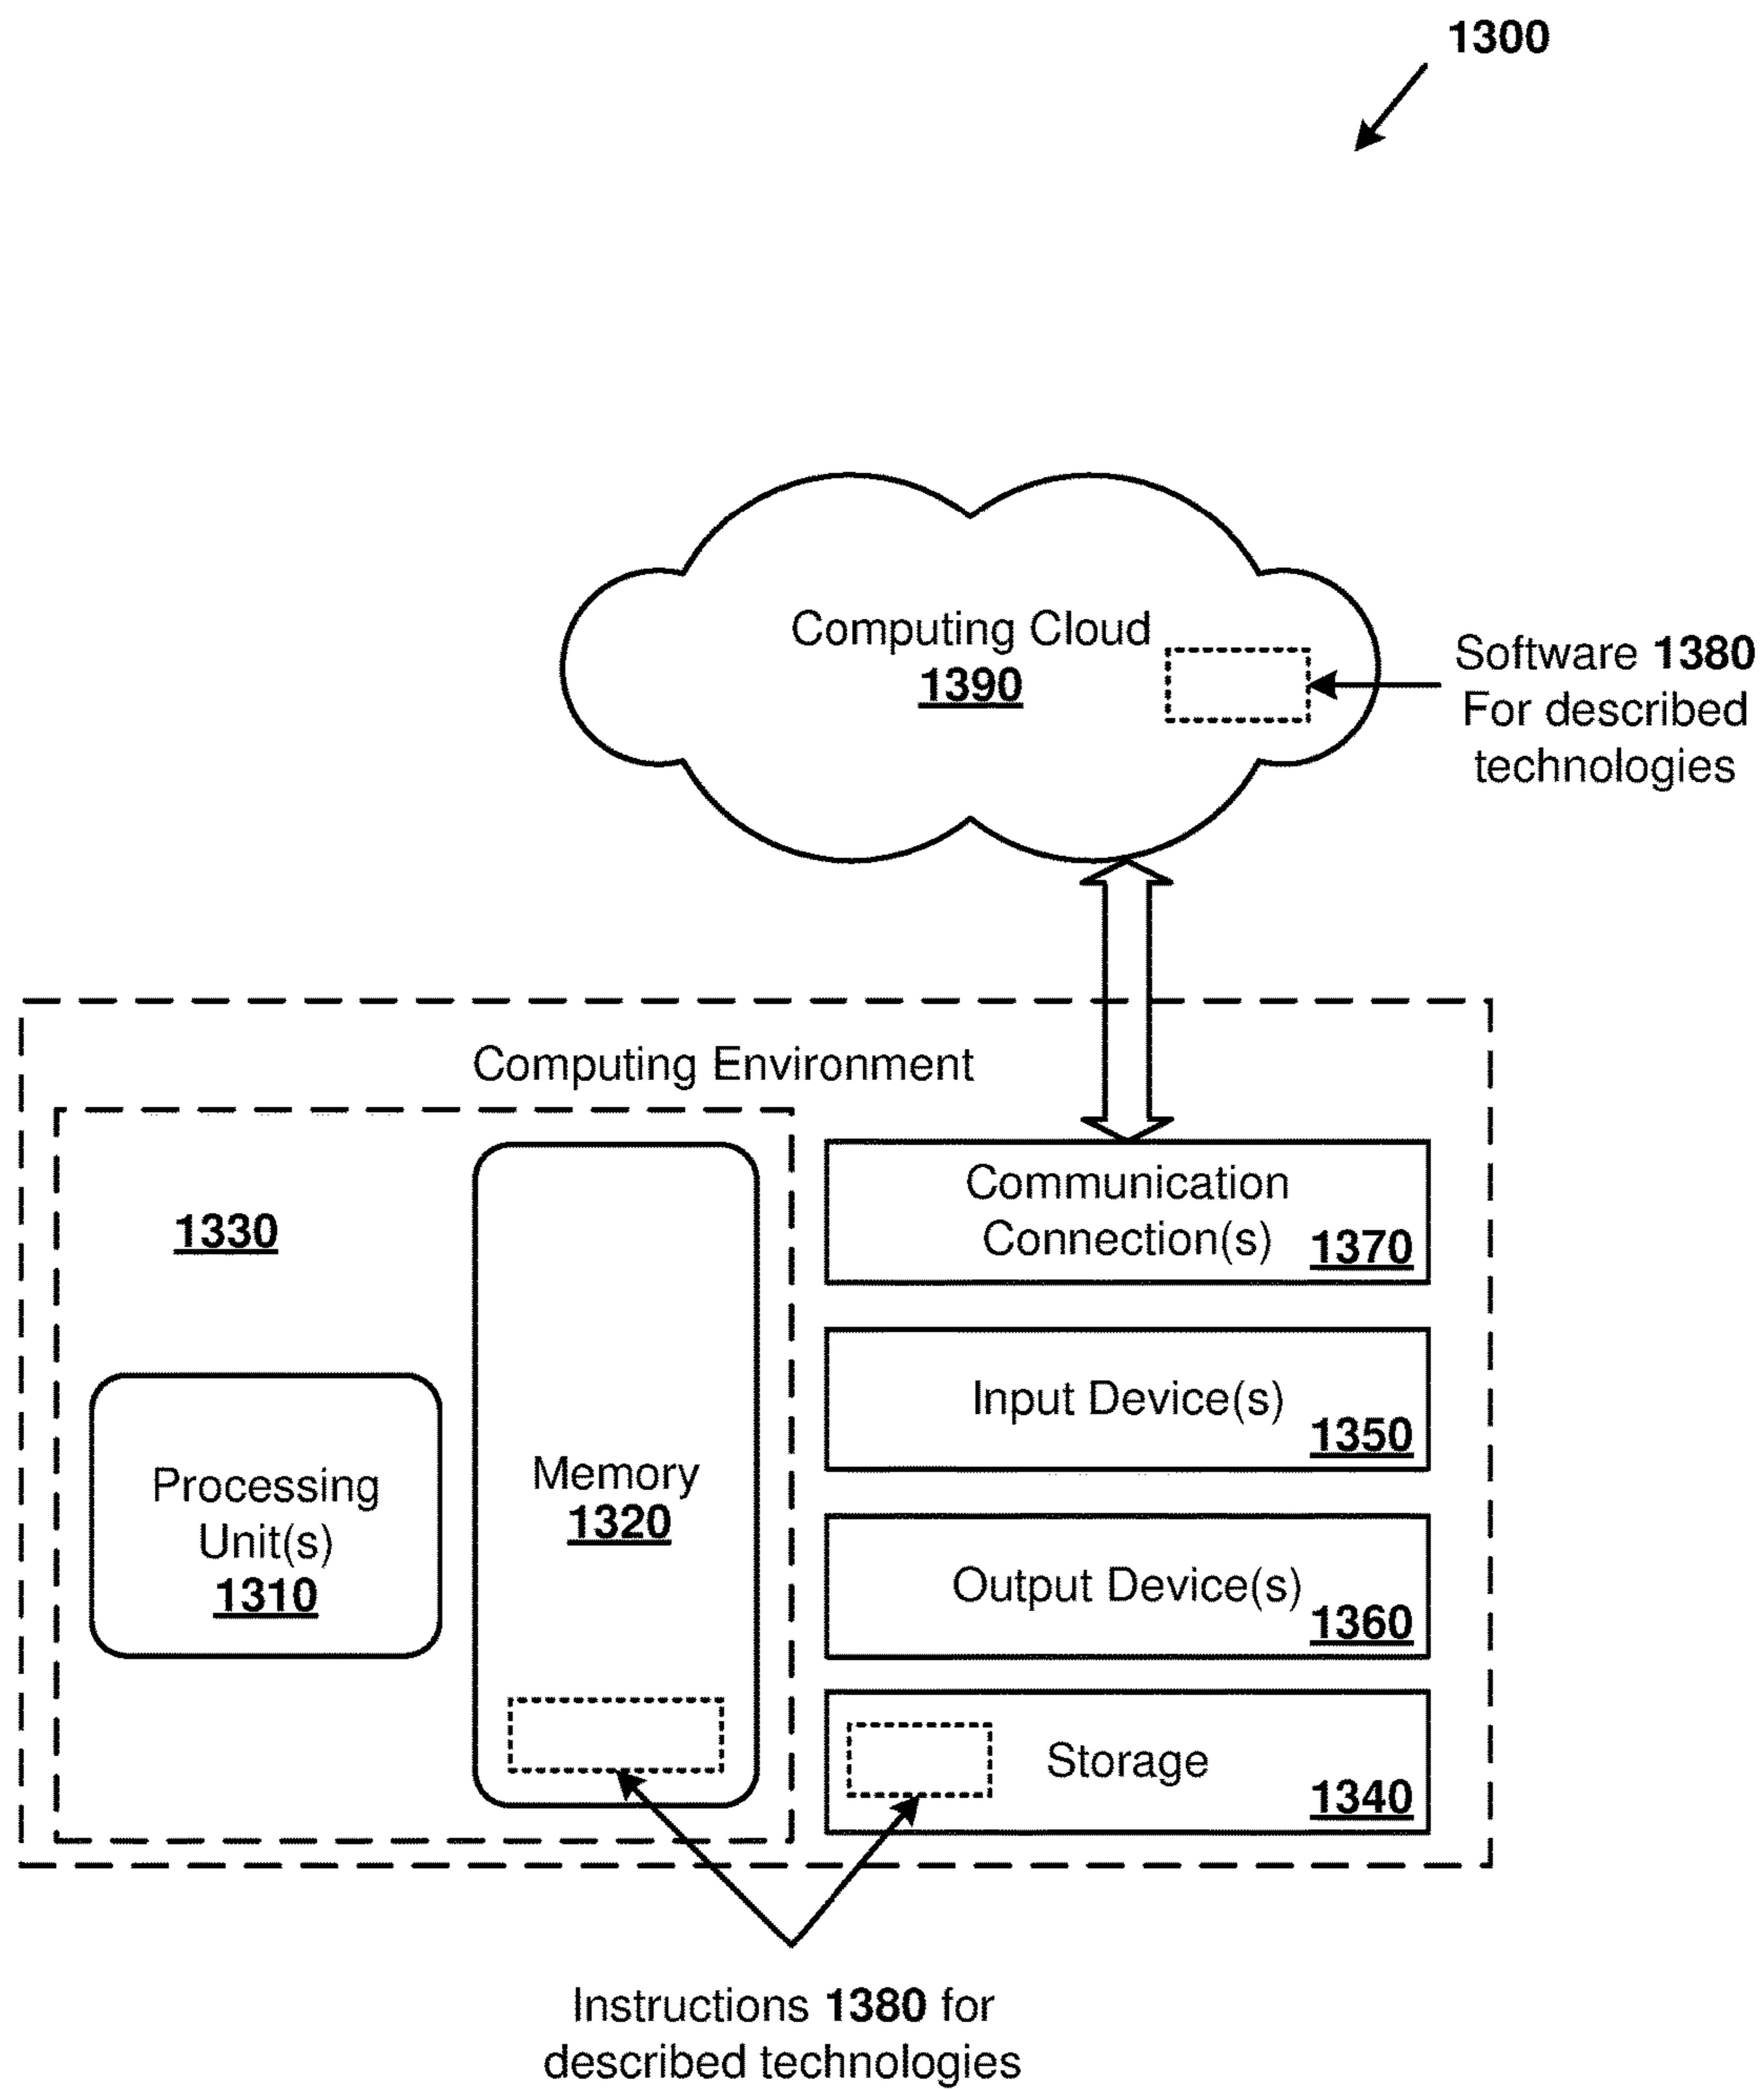 1300
Computing Cloud
1390
Software 1380
For described
technologies
Computing Environment
1330
Processing
Unit(s)
1310
Memory
1320
Communication
Connection(s) 1370
Input Device(s)
1350
Output Device(s)
1360
Storage
1340
Instructions 1380 for
described technologies